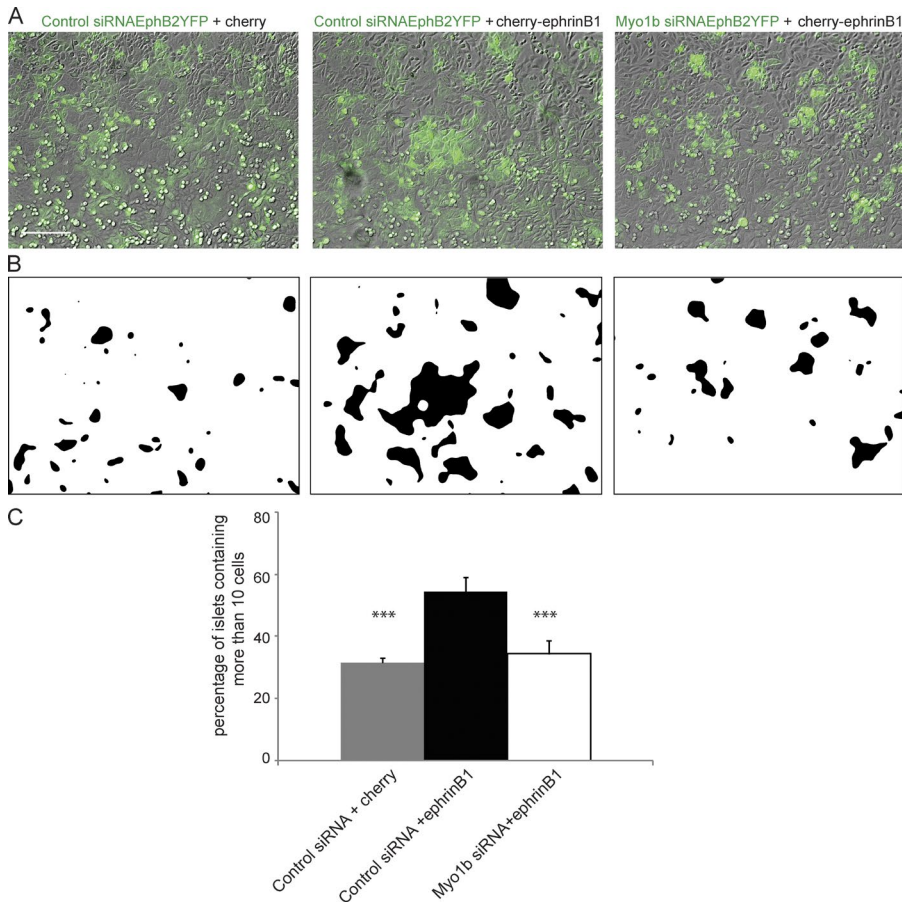 A
Control siRNAEphB2YFP + cherry
Control siRNAEphB2YFP + cherry-ephrinB1
Myo1b siRNAEphB2YFP + cherry-ephrinB1
B
C
percentage of islets containing
more than 10 cells
80
60
40
20
0
***
***
Control siRNA + cherry
Control siRNA +ephrinB1
Myo1b siRNA+ephrinB1